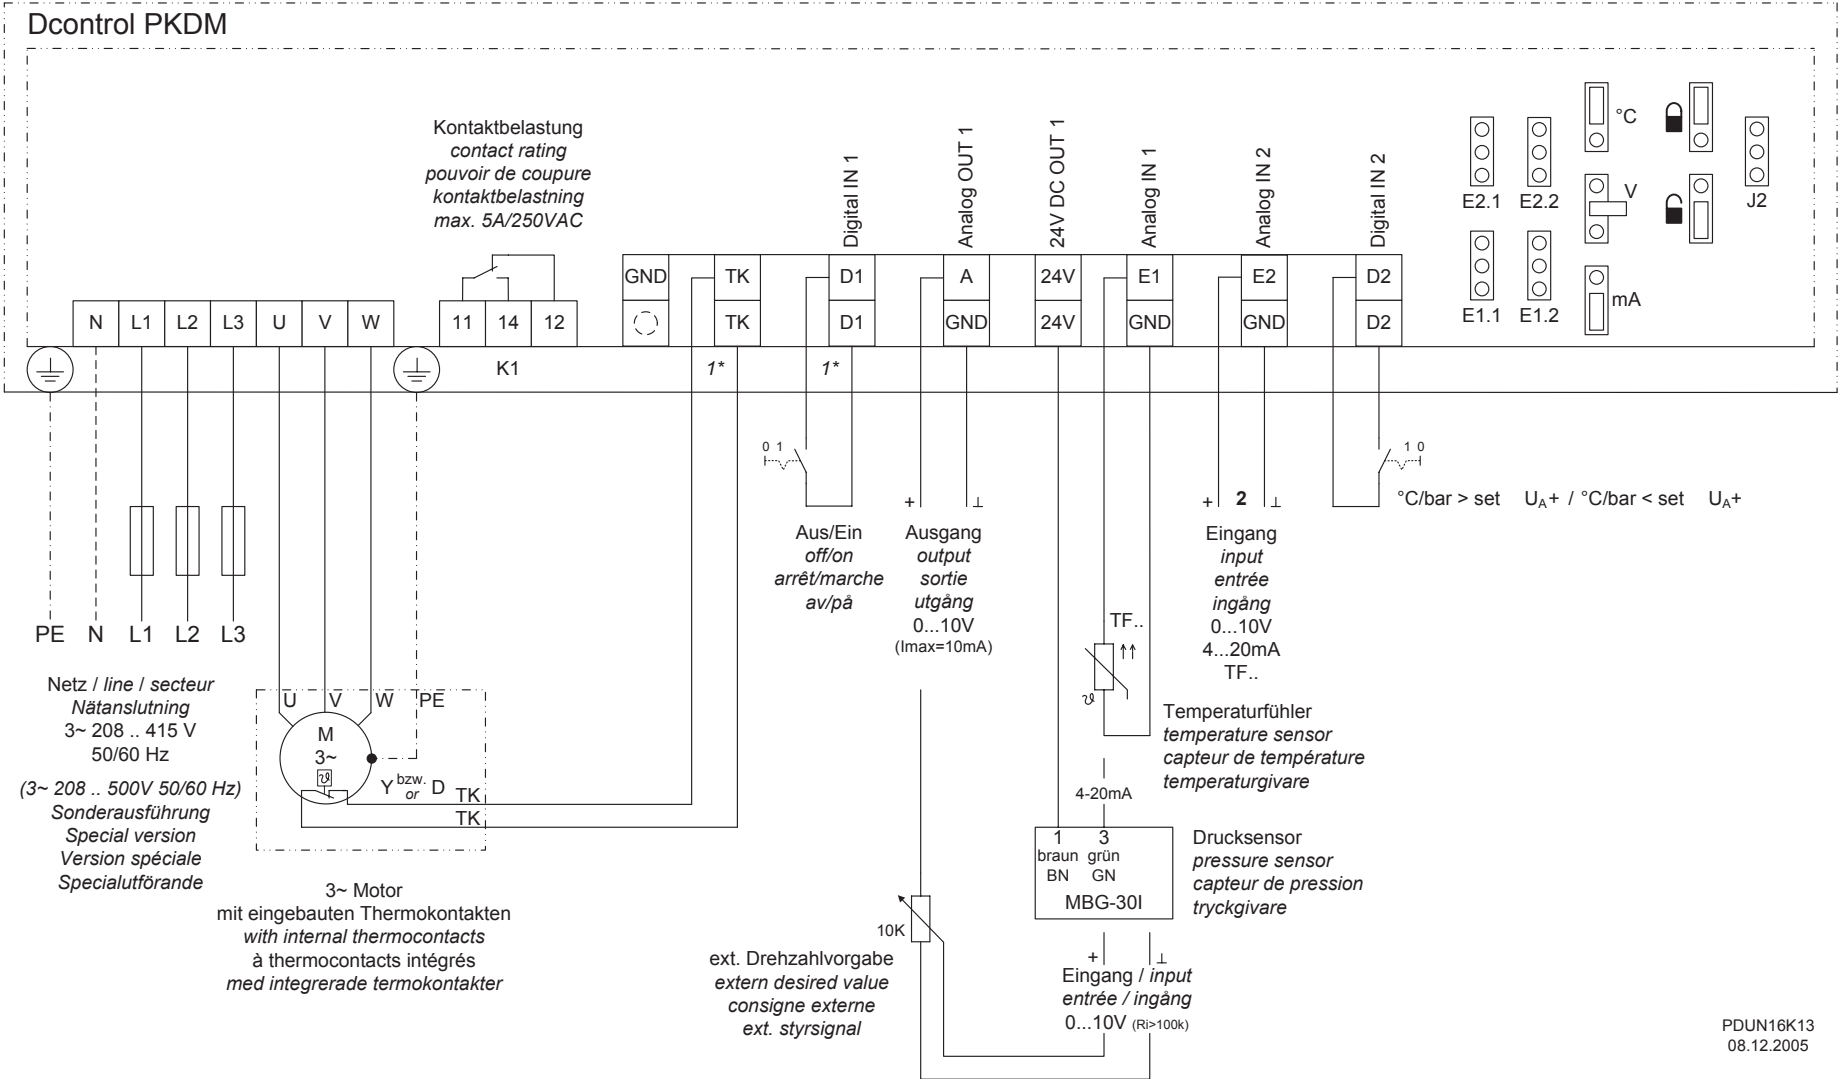 Dcontrol PKDM
Kontaktbelastung
contact rating
pouvoir de coupure
kontaktbelastning
max. 5A/250VAC
Digital IN 1
Analog OUT 1
24V DC OUT 1
Analog IN 1
Analog IN 2
Digital IN 2
E2.1 E2.2
E1.1 E1.2
°C
V
mA
J2
GND TK D1 A 24V E1 E2 D2
TK D1 GND 24V GND GND D2
N L1 L2 L3 U V W
11 14 12
K1
1* 1*
0 1
1 0
Aus/Ein
off/on
arrêt/marche
av/på
+ ⊥
Ausgang
output
sortie
utgång
0...10V
(Imax=10mA)
+ 2 ⊥
Eingang
input
entrée
ingång
0...10V
4...20mA
TF..
°C/bar > set UA+ / °C/bar < set UA+
PE N L1 L2 L3
Netz / line / secteur
Nätanslutning
3~ 208 .. 415 V
50/60 Hz
(3~ 208 .. 500V 50/60 Hz)
Sonderausführung
Special version
Version spéciale
Specialutförande
U V W PE
M
3~
ϑ
Y bzw. or D
TK
TK
3~ Motor
mit eingebauten Thermokontakten
with internal thermocontacts
à thermocontacts intégrés
med integrerade termokontakter
TF..
ϑ
Temperaturfühler
temperature sensor
capteur de température
temperaturgivare
4-20mA
1 3
braun grün
BN GN
MBG-30I
Drucksensor
pressure sensor
capteur de pression
tryckgivare
10K
ext. Drehzahlvorgabe
extern desired value
consigne externe
ext. styrsignal
+ ⊥
Eingang / input
entrée / ingång
0...10V (Ri>100k)
PDUN16K13
08.12.2005